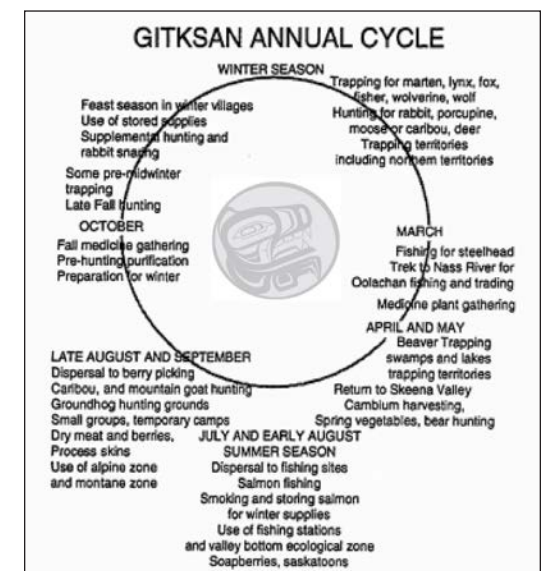 GITKSAN ANNUAL CYCLE
WINTER SEASON
Trapping for marten, lynx, fox,
fisher, wolverine, wolf
Hunting for rabbit, porcupine,
moose or caribou, deer
Trapping territories
including northern territories
MARCH
Fishing for steelhead
Trek to Nass River for
Oolachan fishing and trading
Medicine plant gathering
APRIL AND MAY
Beaver Trapping
swamps and lakes
trapping territories
Return to Skeena Valley
Cambium harvesting,
Spring vegetables, bear hunting
JULY AND EARLY AUGUST
SUMMER SEASON
Dispersal to fishing sites
Salmon fishing
Smoking and storing salmon
for winter supplies
Use of fishing stations
and valley bottom ecological zone
Soapberries, saskatoons
LATE AUGUST AND SEPTEMBER
Dispersal to berry picking
Caribou, and mountain goat hunting
Groundhog hunting grounds
Small groups, temporary camps
Dry meat and berries,
Process skins
Use of alpine zone
and montane zone
OCTOBER
Fall medicine gathering
Pre-hunting purification
Preparation for winter
Some pre-midwinter
trapping
Late Fall hunting
Feast season in winter villages
Use of stored supplies
Supplemental hunting and
rabbit snaring